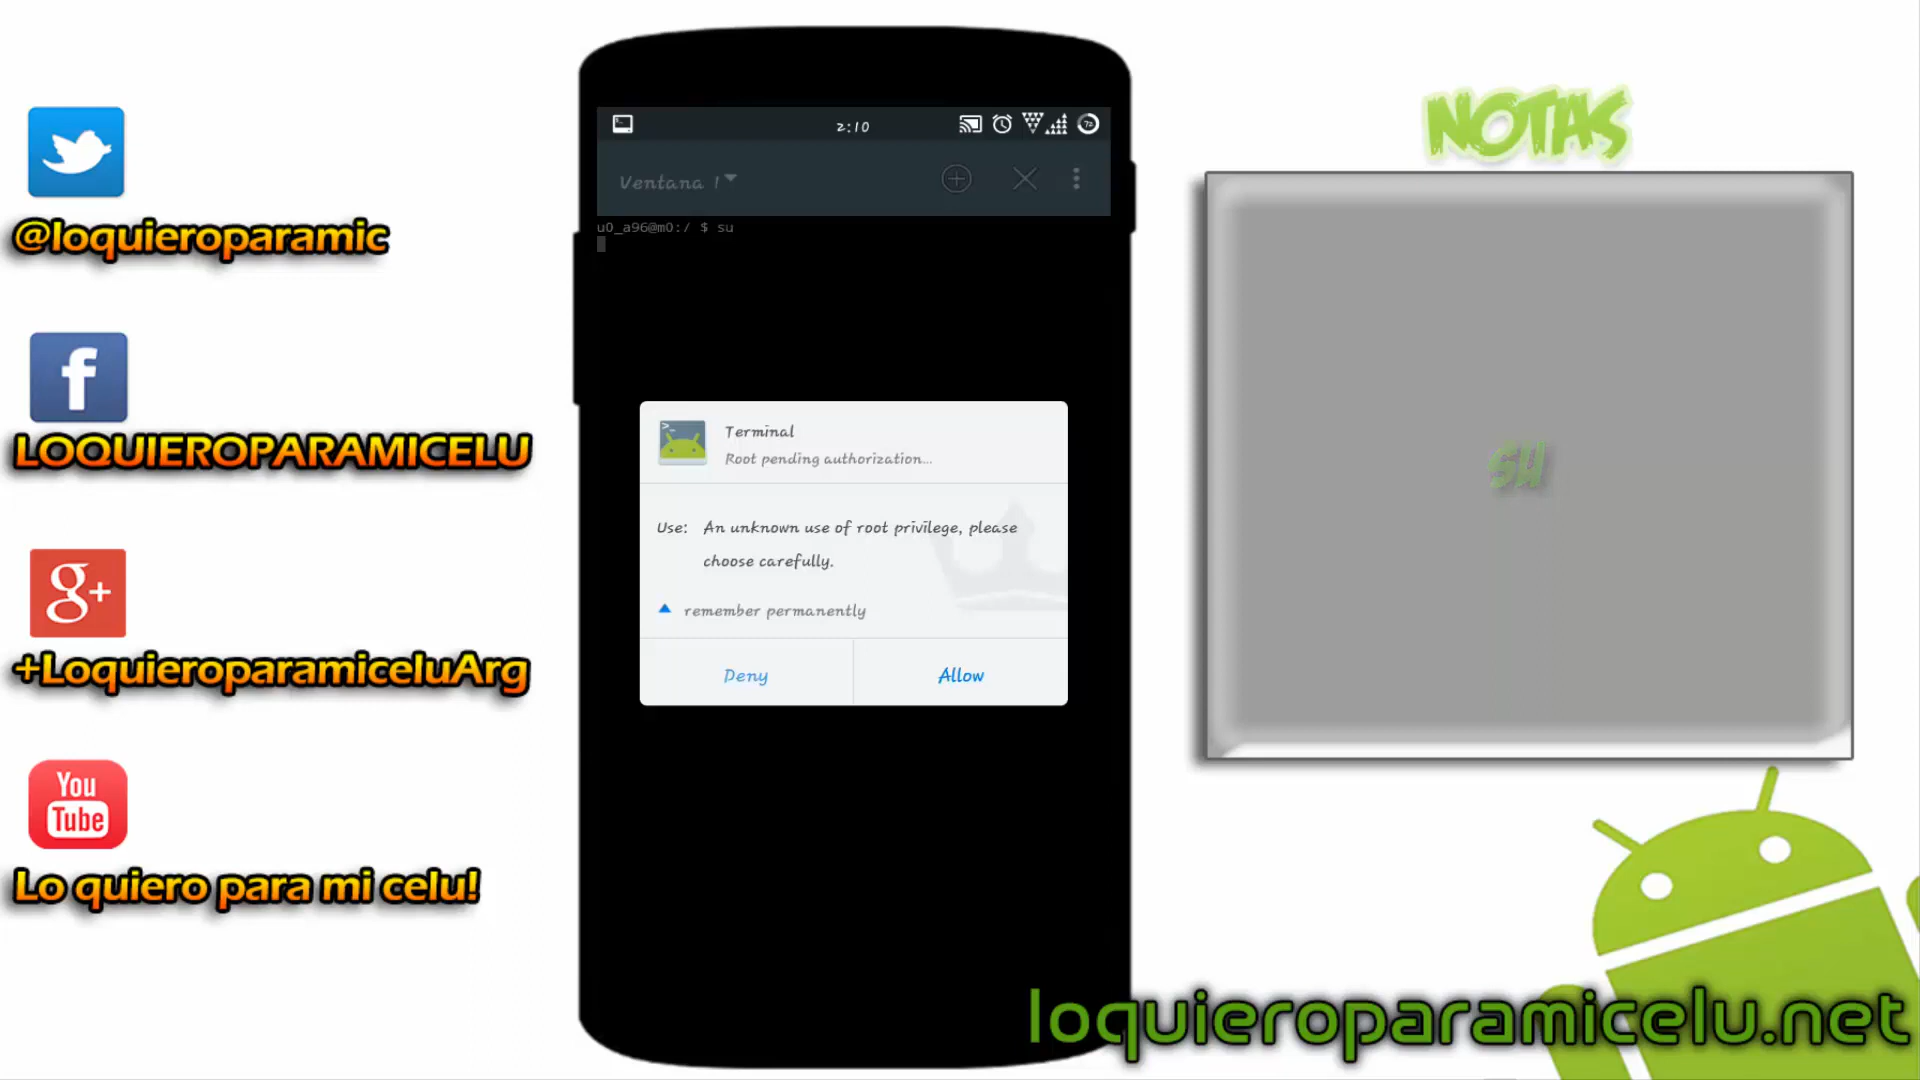 @loquieroparamic
f
LOQUIEROPARAMICELU
g+
+LoquieroparamiceluArg
You
Tube
Lo quiero para mi celu!
2:10
72
Ventana 1
u0_a96@m0:/ $ su
>_
Terminal
Root pending authorization...
Use: An unknown use of root privilege, please
choose carefully.
remember permanently
Deny
Allow
NOTAS
SU
loquieroparamicelu.net